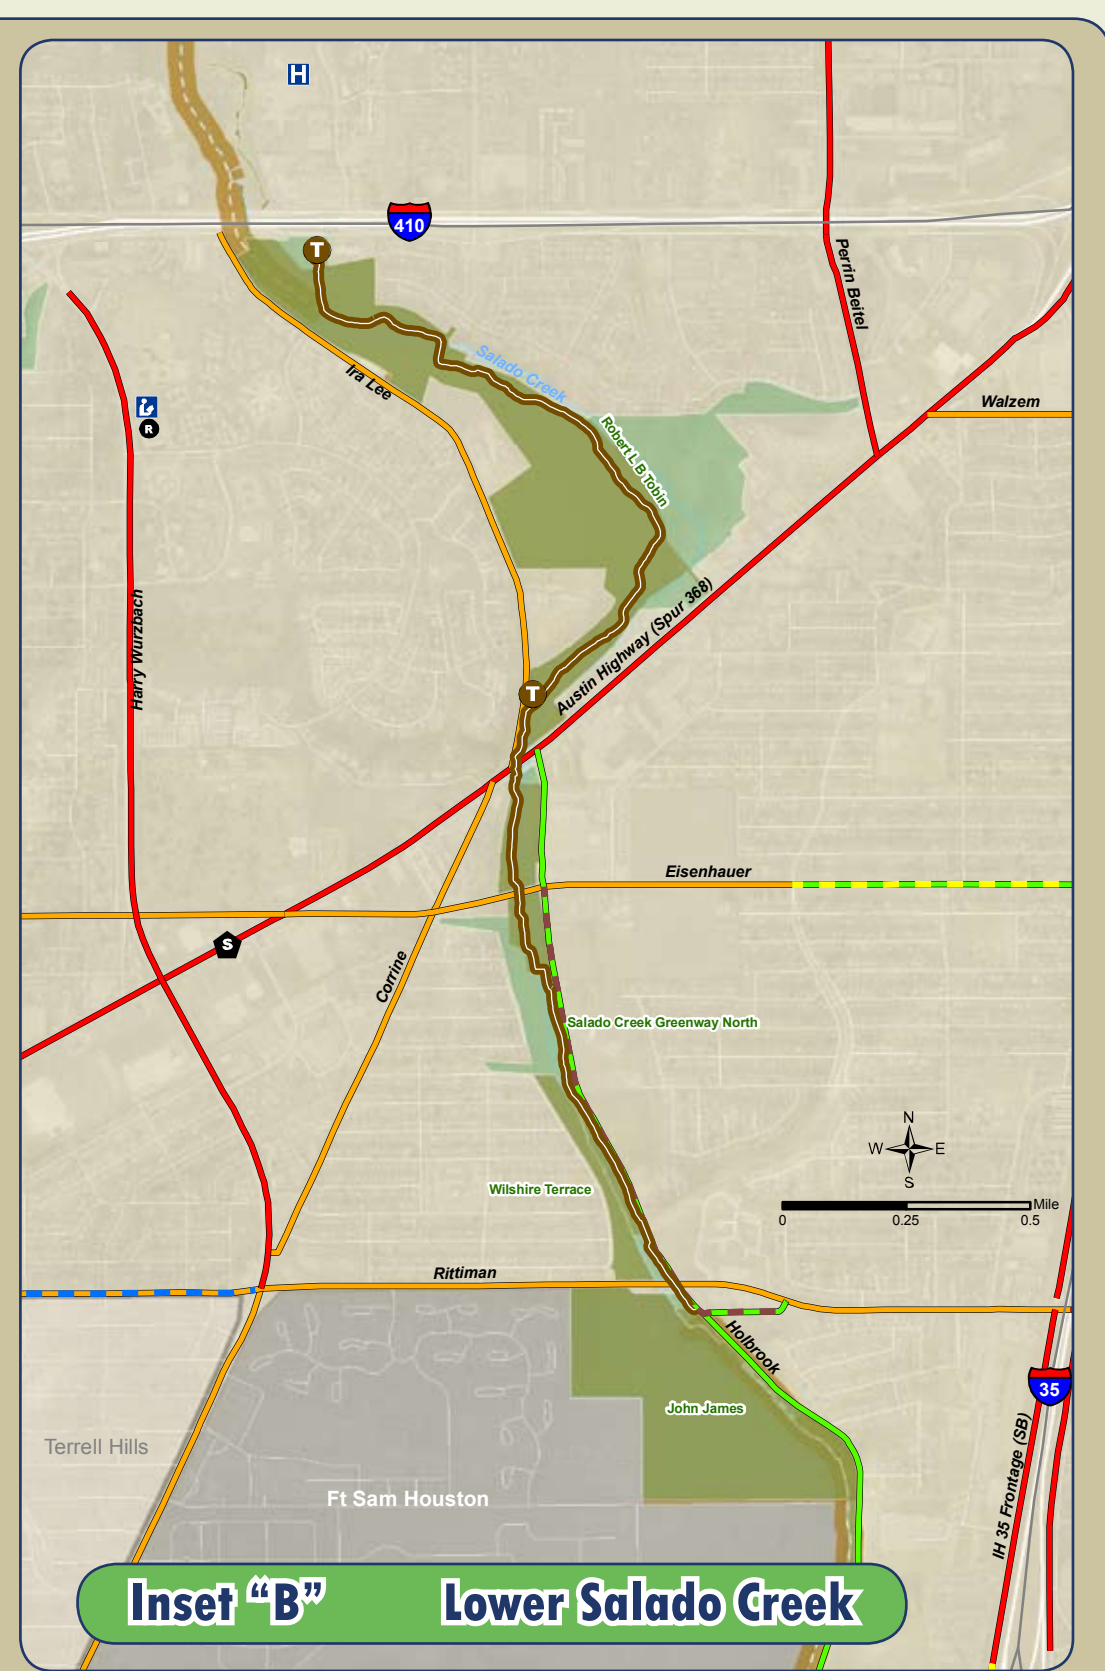 H
410
T
Perrin Beitel
Salado Creek
Ira Lee
Walzem
R
Robert L B Tobin
Harry Wurzbach
Austin Highway (Spur 368)
T
Eisenhauer
S
Corrine
Salado Creek Greenway North
N
W E
S
Wilshire Terrace
Mile
0 0.25 0.5
Rittiman
Holbrook
35
John James
Terrell Hills
IH 35 Frontage (SB)
Ft Sam Houston
Inset “B” Lower Salado Creek